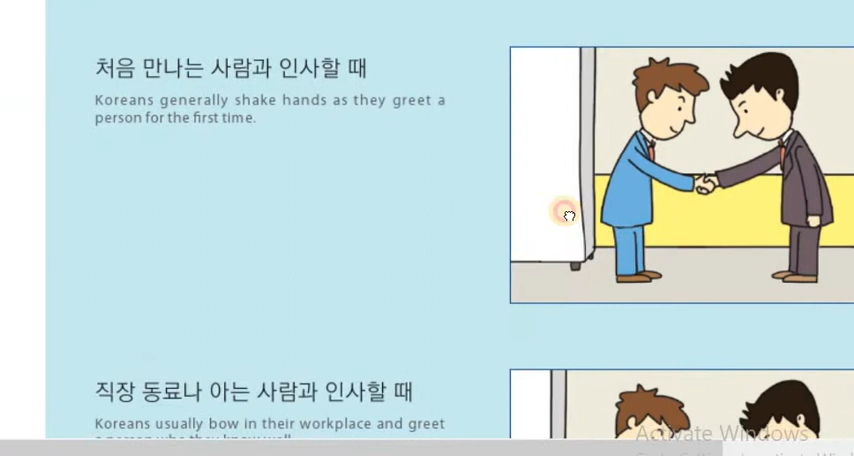 처음 만나는 사람과 인사할 때
Koreans generally shake hands as they greet a
person for the first time.
직장 동료나 아는 사람과 인사할 때
Koreans usually bow in their workplace and greet
Activate Windows